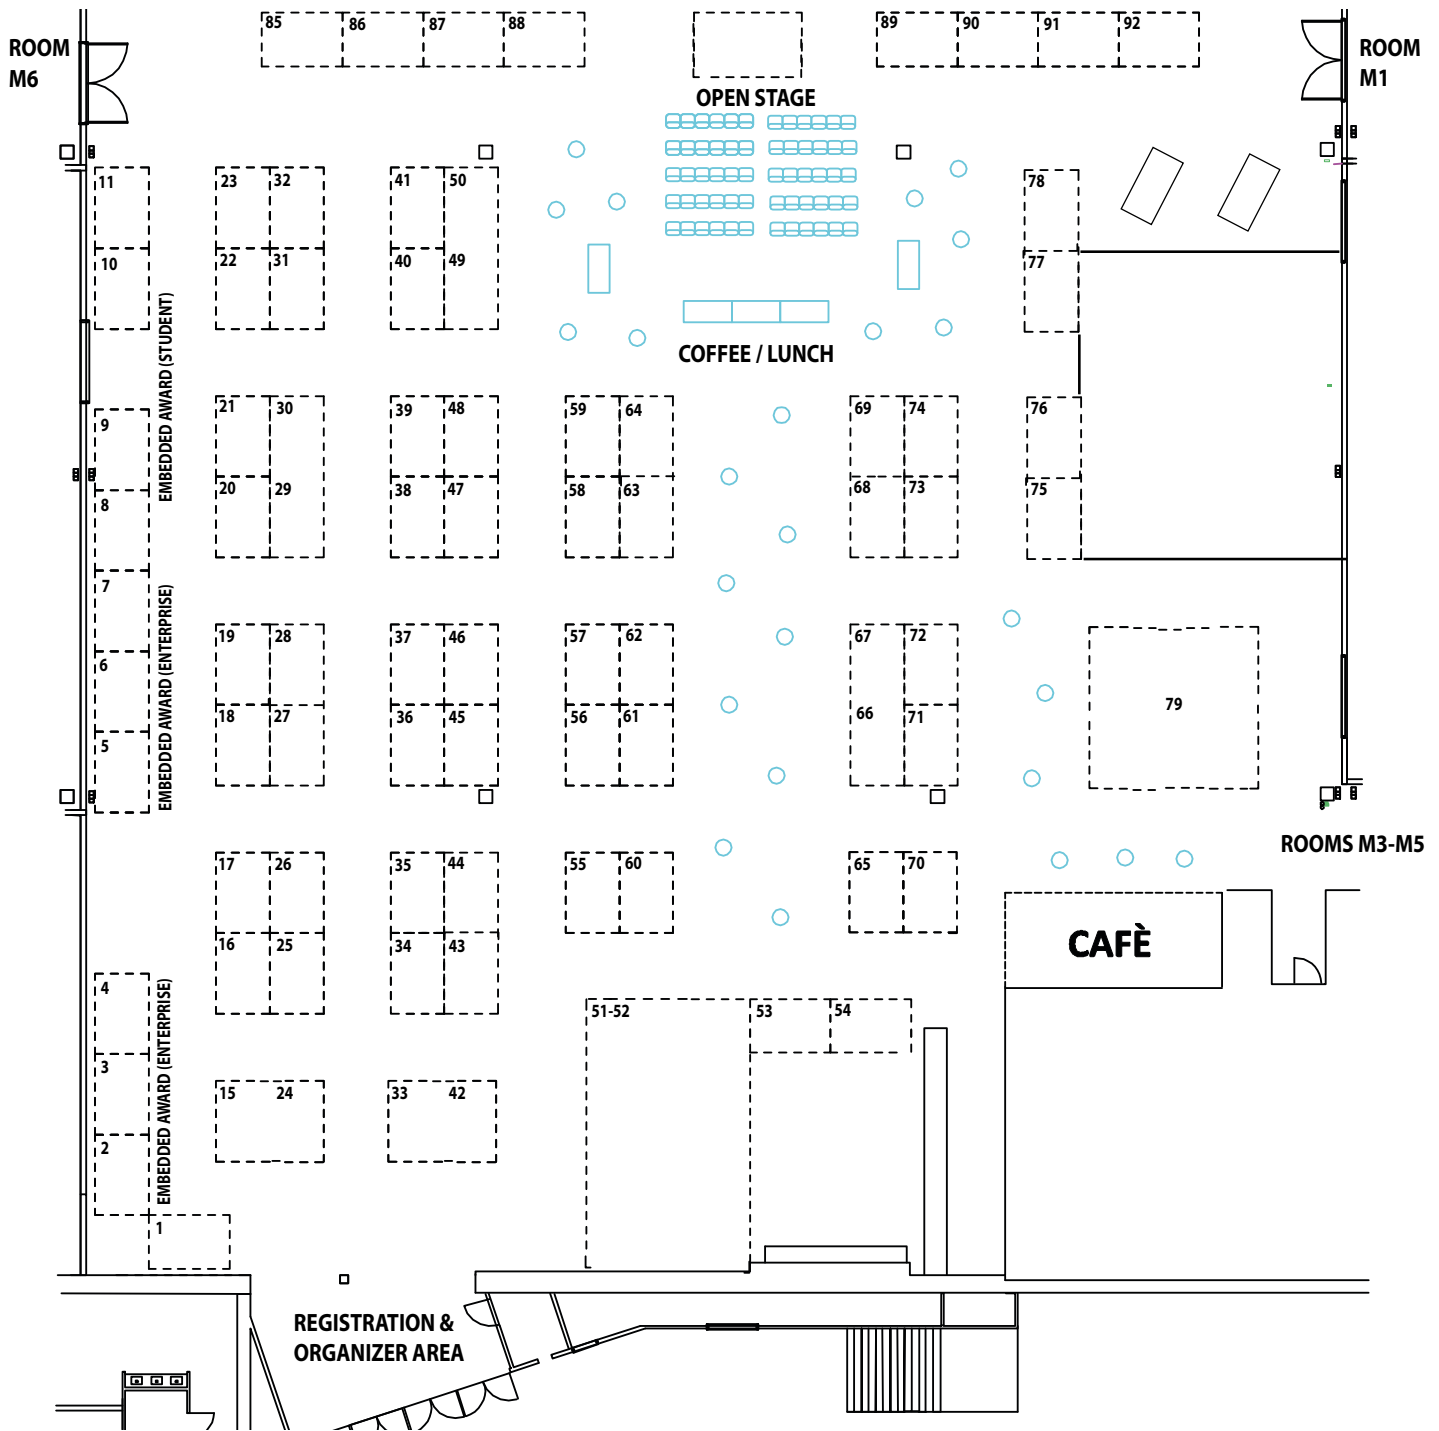 85 86 87 88 89 90 91 92
ROOM
M6
ROOM
M1
OPEN STAGE
11 23 32 41 50 78
10 22 31 40 49 77
EMBEDDED AWARD (STUDENT)
COFFEE / LUNCH
9 21 30 39 48 59 64 69 74 76
8 20 29 38 47 58 63 68 73 75
EMBEDDED AWARD (ENTERPRISE)
7
6 19 28 37 46 57 62 67 72
5 18 27 36 45 56 61 66 71 79
ROOMS M3-M5
17 26 35 44 55 60 65 70
16 25 34 43
CAFÈ
EMBEDDED AWARD (ENTERPRISE)
4 51-52 53 54
3 15 24 33 42
2
1
REGISTRATION &
ORGANIZER AREA